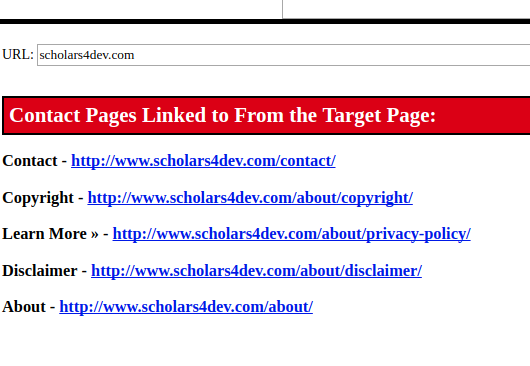 URL: scholars4dev.com
Contact Pages Linked to From the Target Page:
Contact - http://www.scholars4dev.com/contact/
Copyright - http://www.scholars4dev.com/about/copyright/
Learn More » - http://www.scholars4dev.com/about/privacy-policy/
Disclaimer - http://www.scholars4dev.com/about/disclaimer/
About - http://www.scholars4dev.com/about/